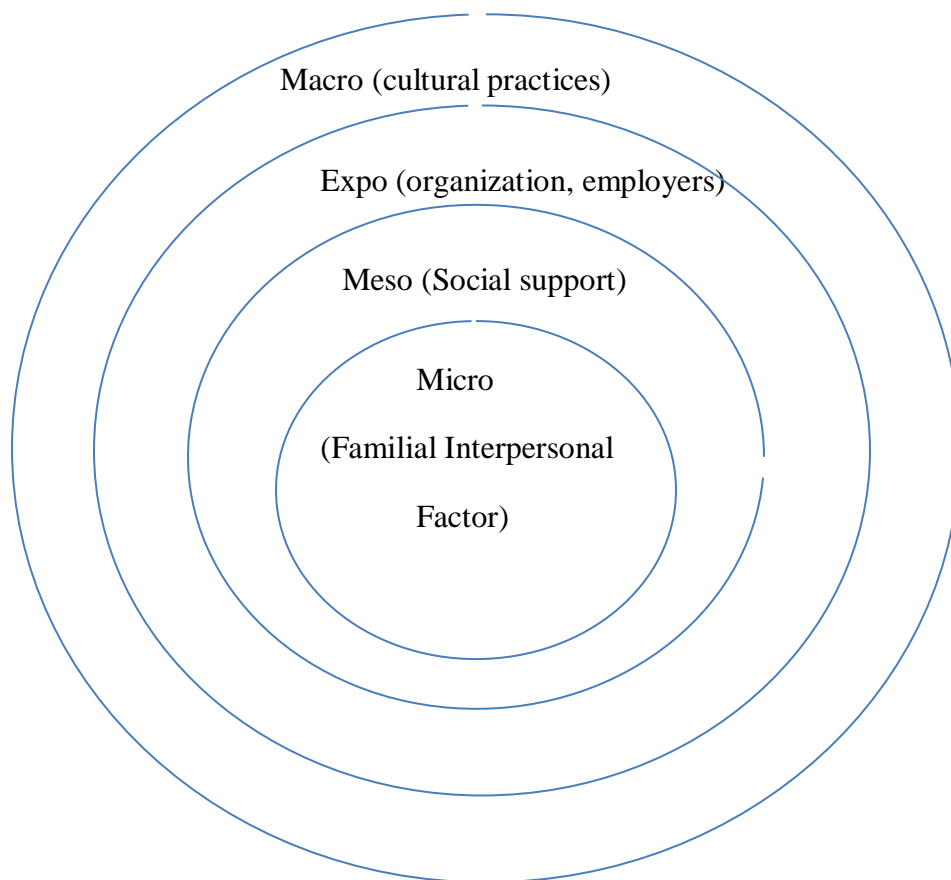 Macro (cultural practices)
Expo (organization, employers)
Meso (Social support)
Micro
(Familial Interpersonal
Factor)